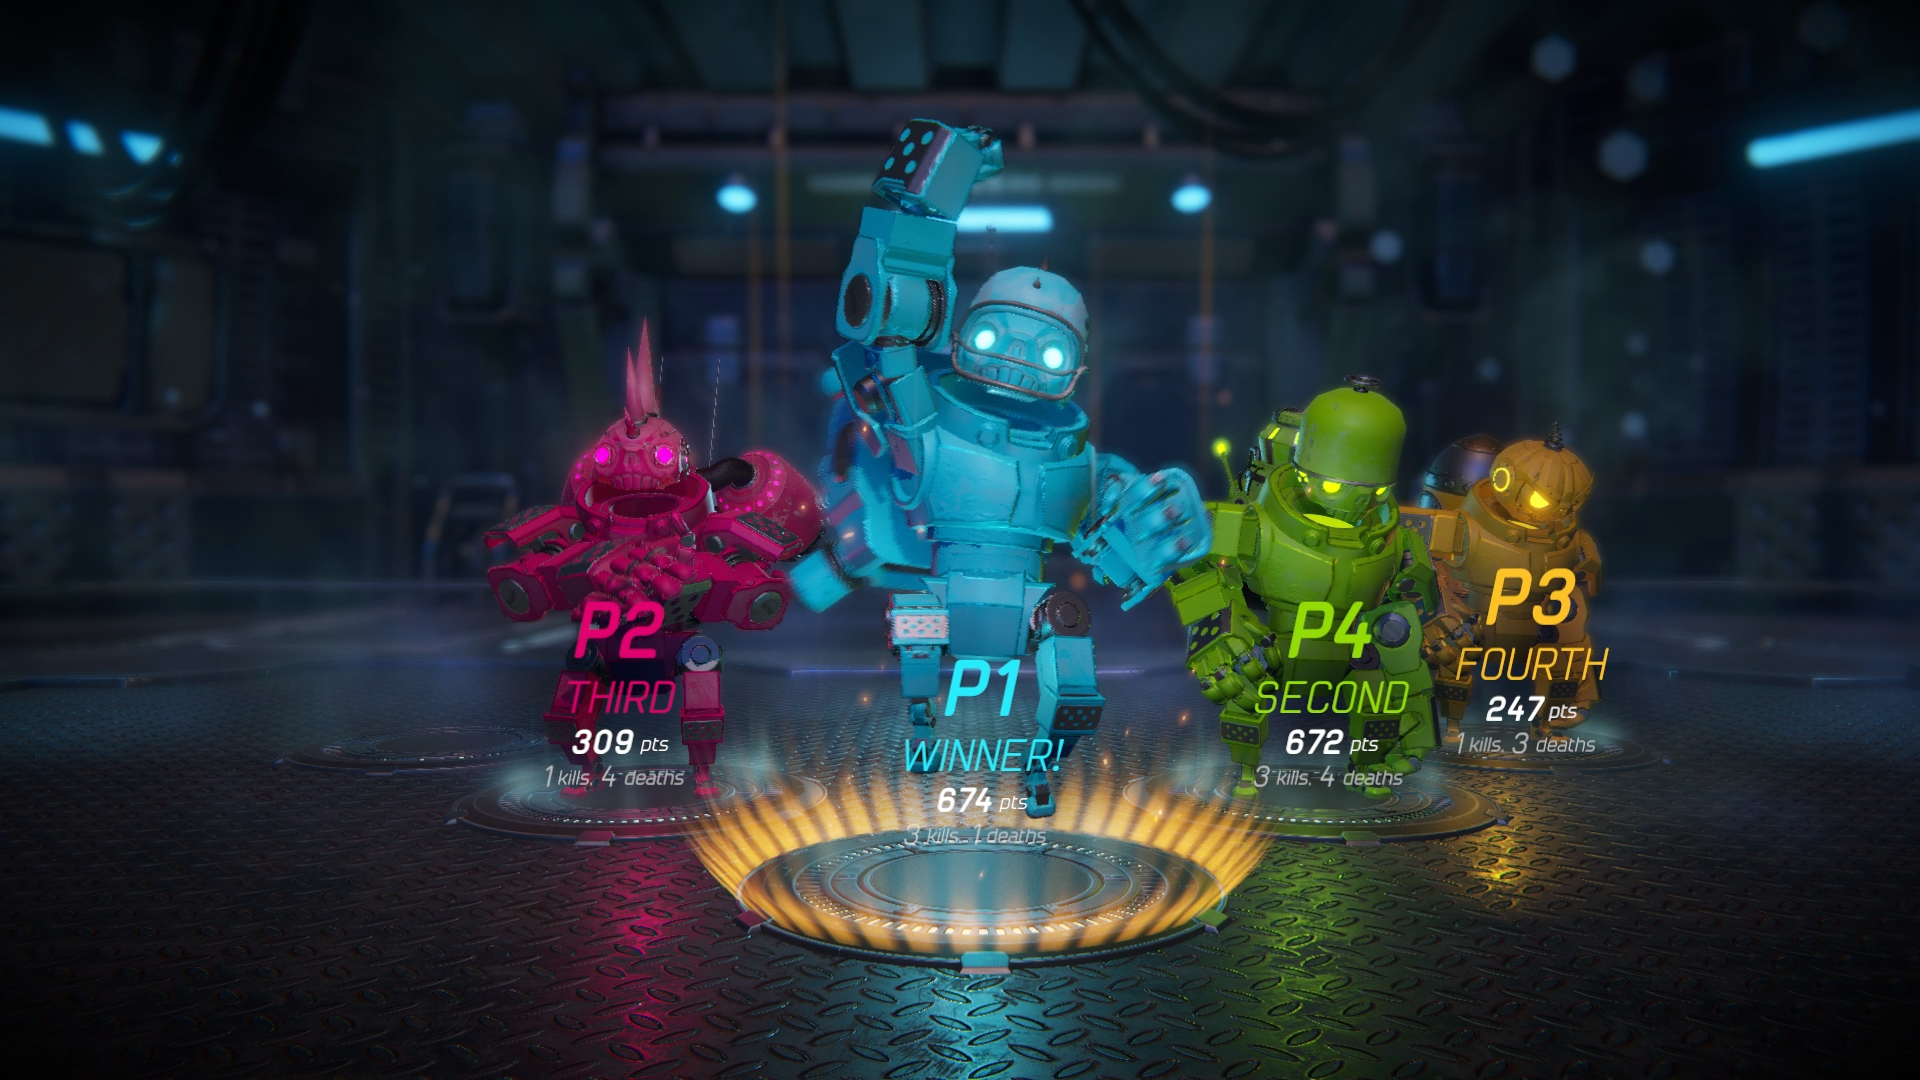 P2
THIRD
309 pts
1 kills, 4 deaths
P1
WINNER!
674 pts
3 kills, 1 deaths
P4
SECOND
672 pts
3 kills, 4 deaths
P3
FOURTH
247 pts
1 kills, 3 deaths